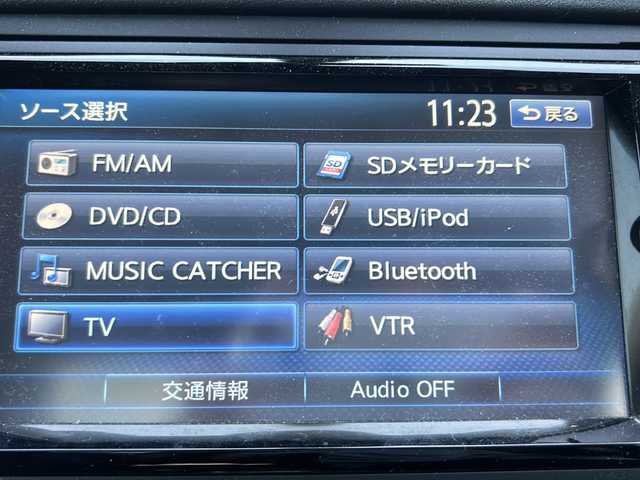 ソース選択 11:23 戻る
FM/AM SDメモリーカード
DVD/CD USB/iPod
MUSIC CATCHER Bluetooth
TV VTR
交通情報 Audio OFF